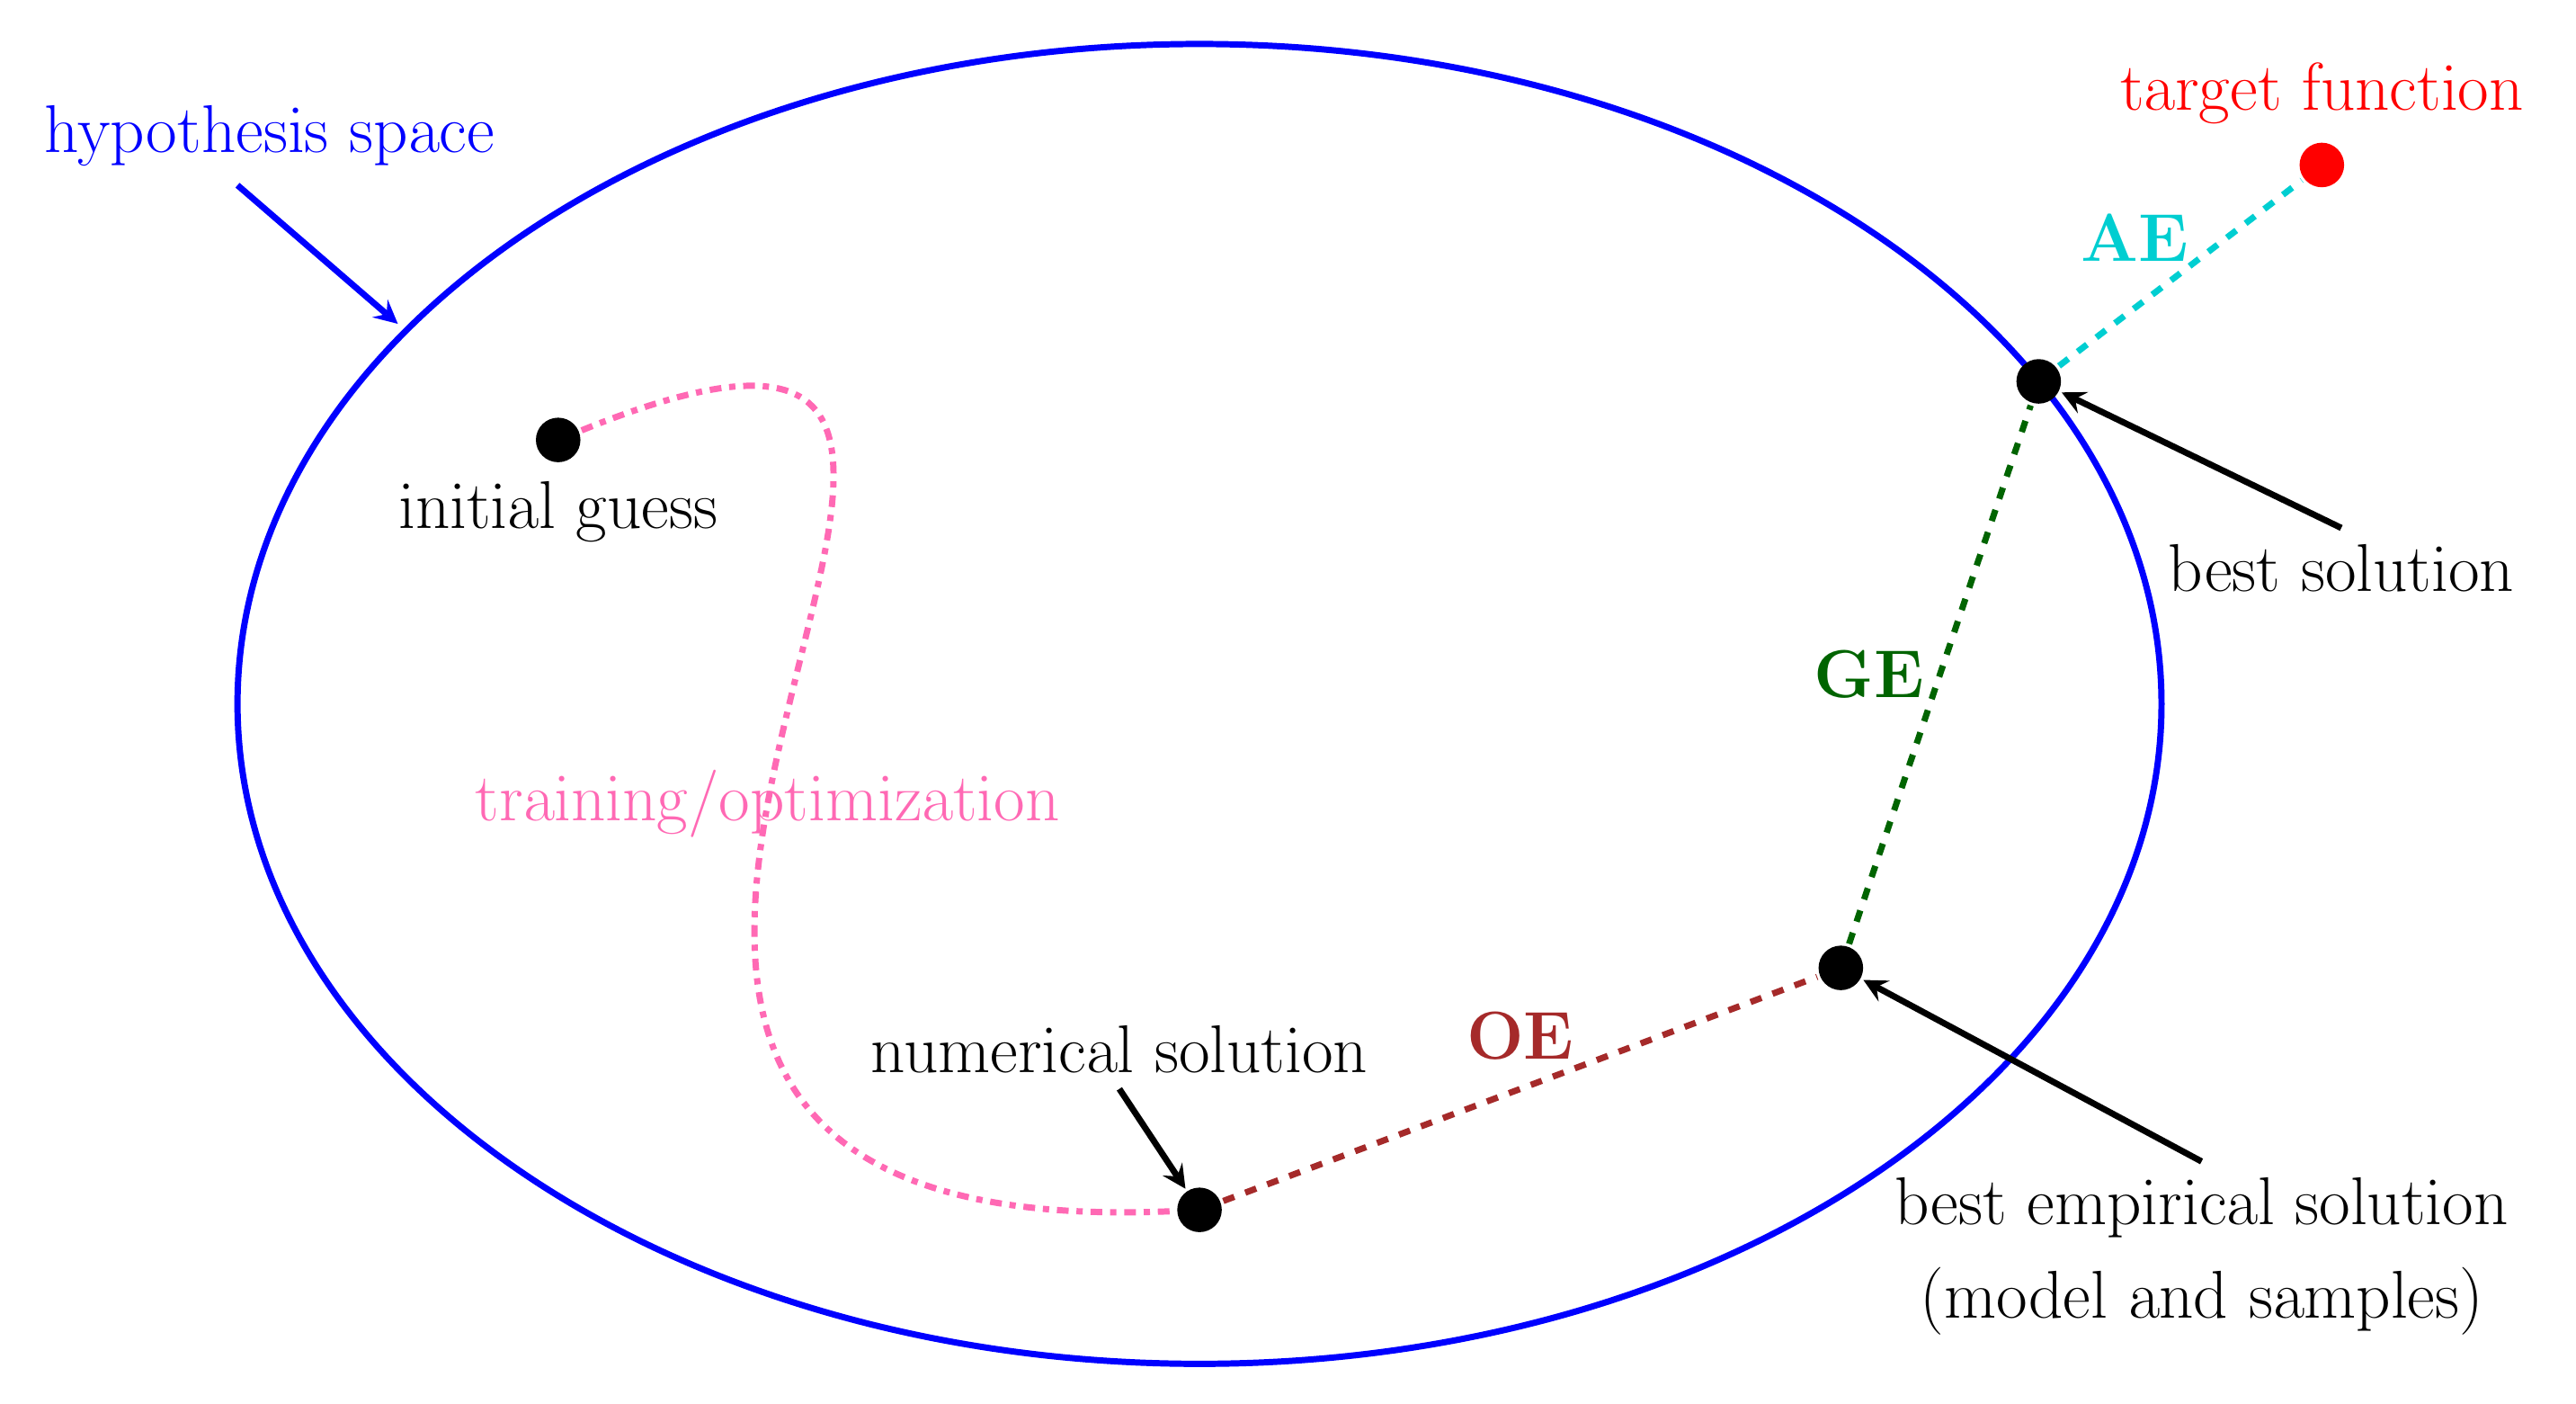 target function
hypothesis space
AE
initial guess
best solution
GE
training/optimization
OE
numerical solution
best empirical solution
(model and samples)